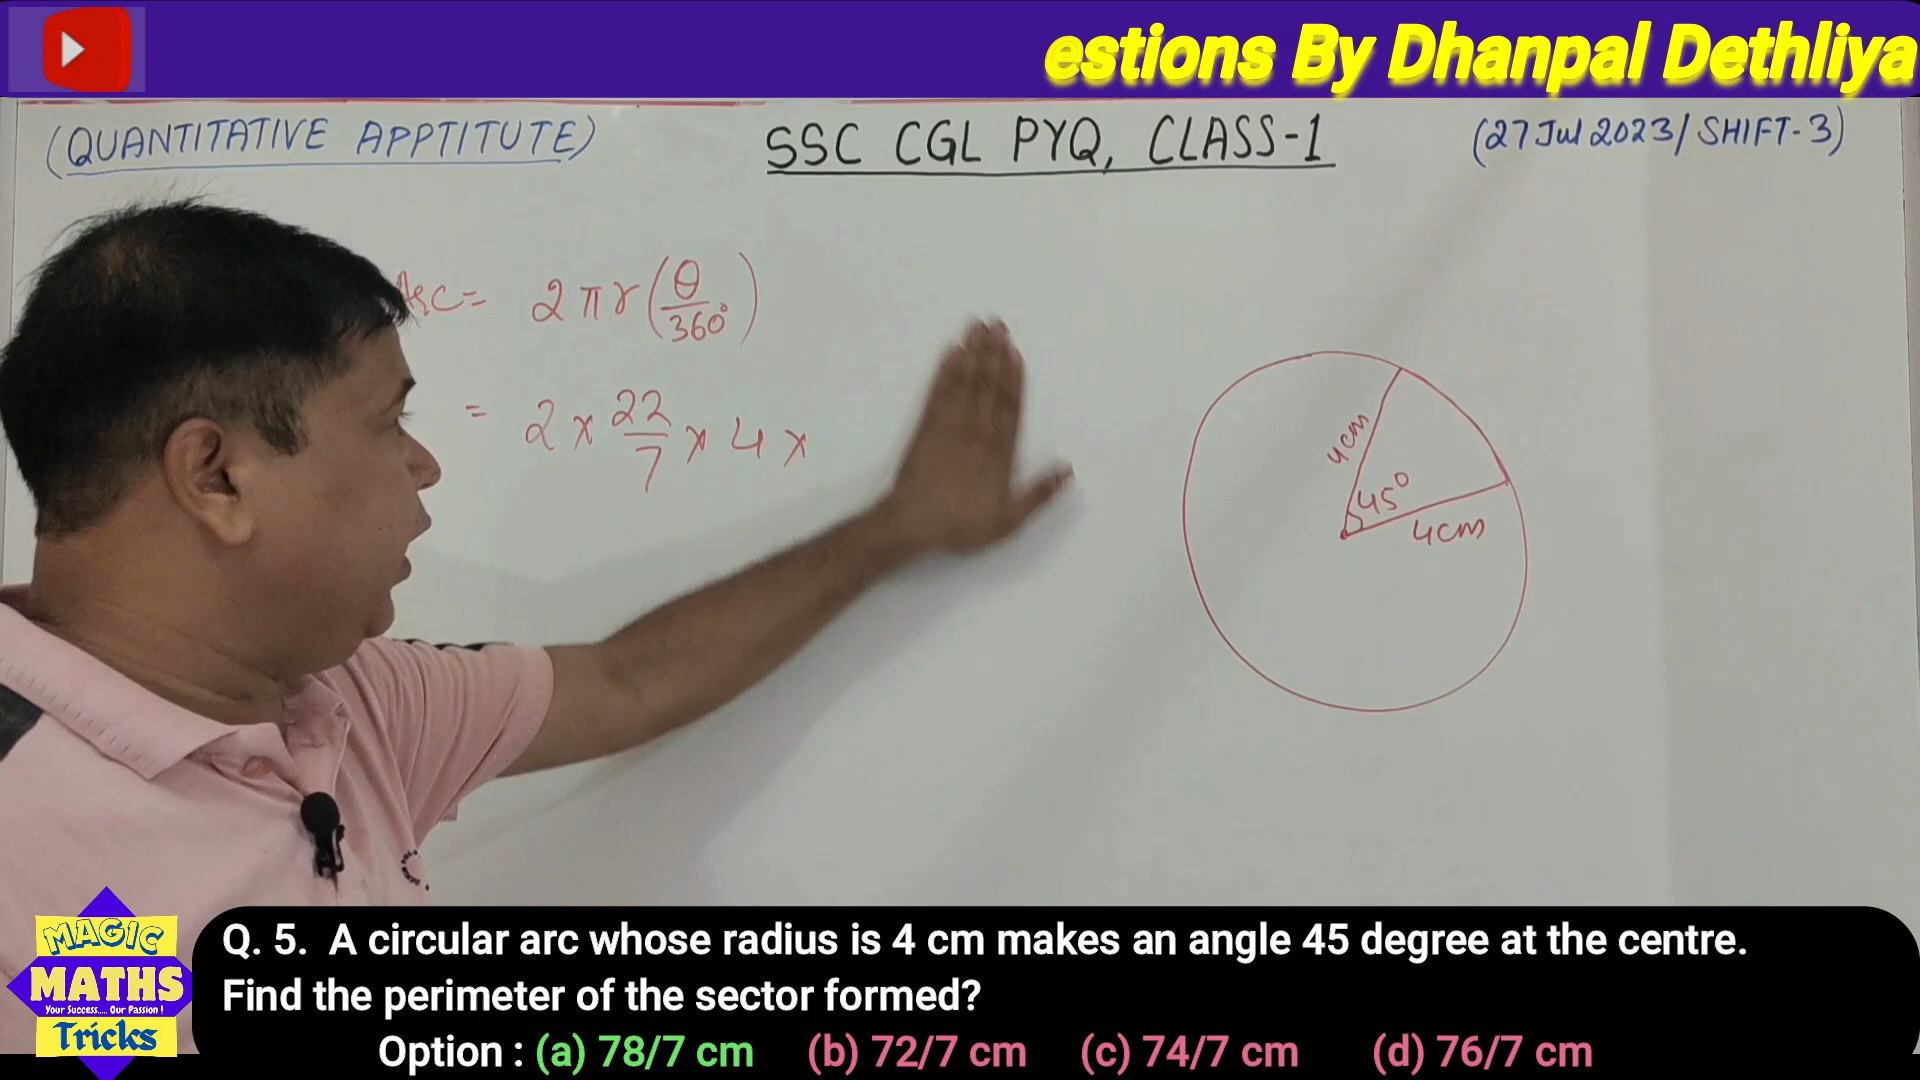 estions By Dhanpal Dethliya
(QUANTITATIVE APPTITUTE)
SSC CGL PYQ, CLASS-1
(27 Jul 2023/ SHIFT-3)
Arc = 2πr(θ/360°)
= 2 × 22/7 × 4 ×
4cm
45°
4cm
MAGIC
MATHS
Your Success..... Our Passion !
Tricks
Q. 5. A circular arc whose radius is 4 cm makes an angle 45 degree at the centre.
Find the perimeter of the sector formed?
Option : (a) 78/7 cm (b) 72/7 cm (c) 74/7 cm (d) 76/7 cm